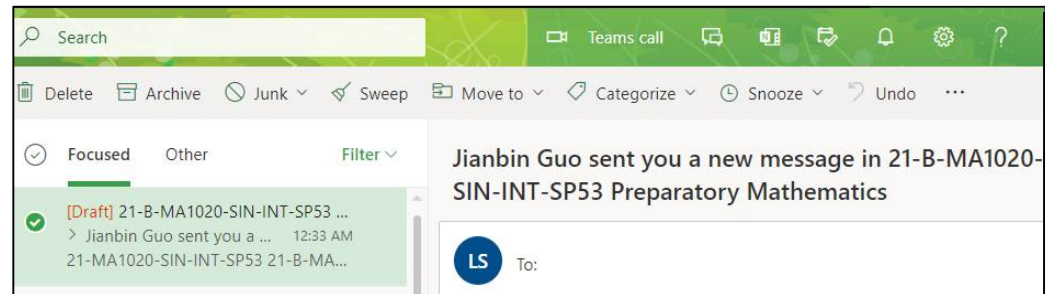 Search
Teams call
?
Delete Archive Junk Sweep Move to Categorize Snooze Undo ...
Focused Other Filter
Jianbin Guo sent you a new message in 21-B-MA1020-
SIN-INT-SP53 Preparatory Mathematics
[Draft] 21-B-MA1020-SIN-INT-SP53 ...
> Jianbin Guo sent you a ... 12:33 AM
21-MA1020-SIN-INT-SP53 21-B-MA...
LS To: